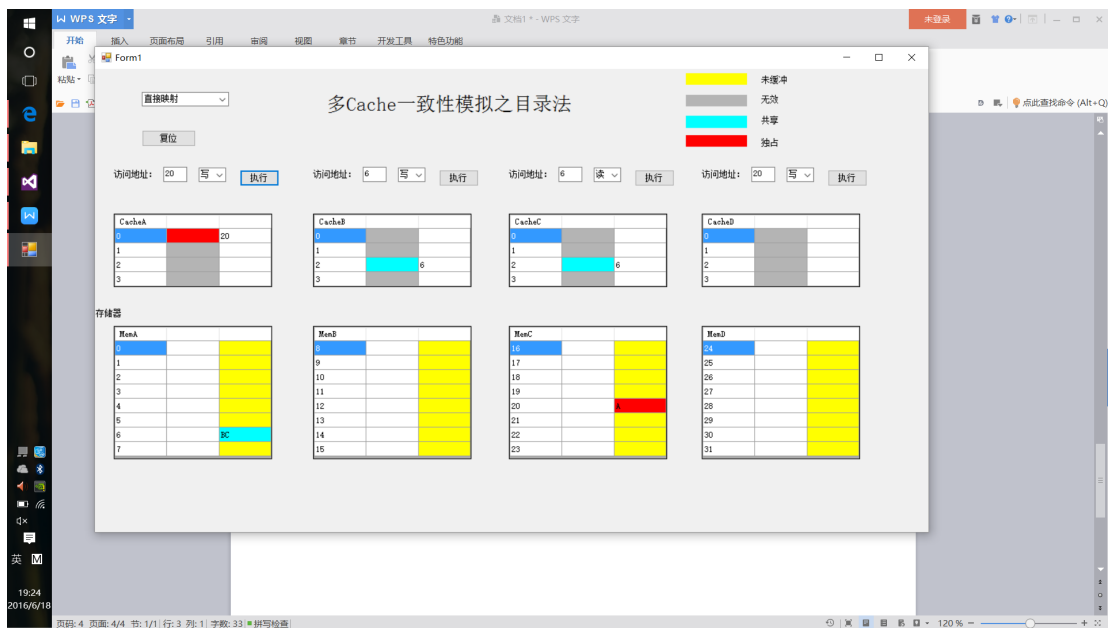 W WPS 文字
文档1 * - WPS 文字
未登录
开始 插入 页面布局 引用 审阅 视图 章节 开发工具 特色功能
粘贴
点此查找命令 (Alt+Q)
Form1
直接映射
多Cache一致性模拟之目录法
未缓冲
无效
共享
独占
复位
访问地址: 20 写 执行
访问地址: 6 写 执行
访问地址: 6 读 执行
访问地址: 20 写 执行
CacheA
0 20
1
2
3
CacheB
0
1
2 6
3
CacheC
0
1
2 6
3
CacheD
0
1
2
3
存储器
MemA
0
1
2
3
4
5
6 BC
7
MemB
8
9
10
11
12
13
14
15
MemC
16
17
18
19
20 A
21
22
23
MemD
24
25
26
27
28
29
30
31
英 M
19:24
2016/6/18
页码: 4 页面: 4/4 节: 1/1 行: 3 列: 1 字数: 33 拼写检查
120 %